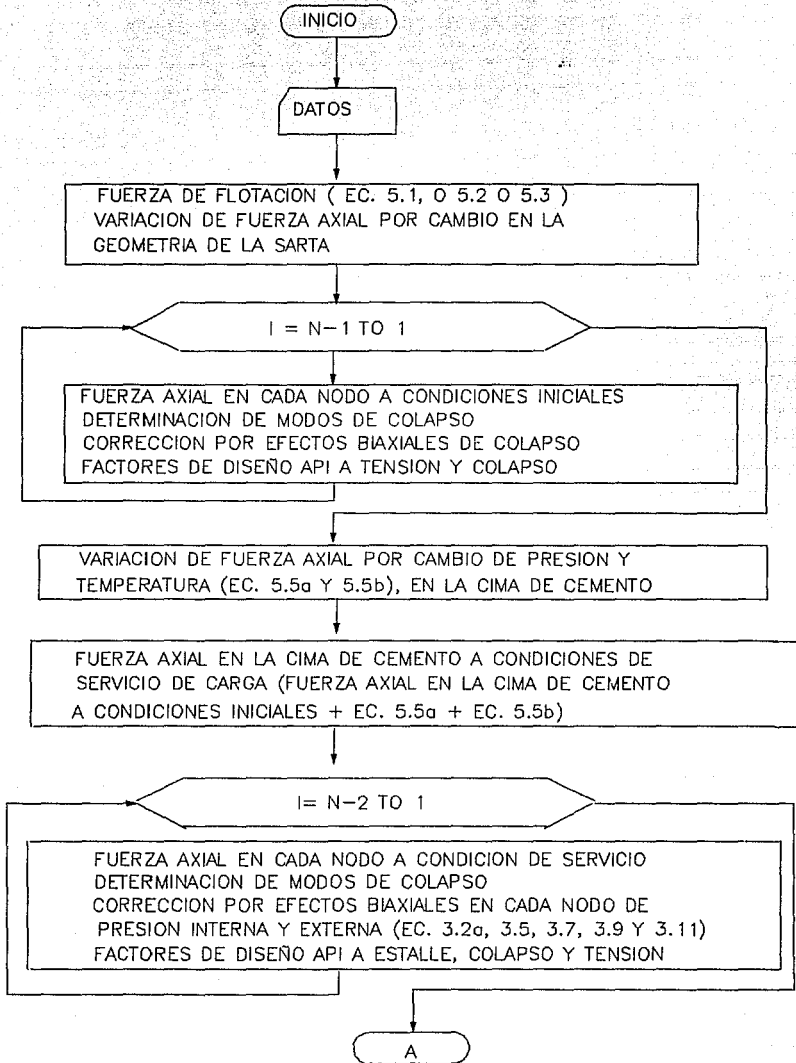 INICIO
DATOS
FUERZA DE FLOTACION ( EC. 5.1, O 5.2 O 5.3 )
VARIACION DE FUERZA AXIAL POR CAMBIO EN LA
GEOMETRIA DE LA SARTA
I = N-1 TO 1
FUERZA AXIAL EN CADA NODO A CONDICIONES INICIALES
DETERMINACION DE MODOS DE COLAPSO
CORRECCION POR EFECTOS BIAXIALES DE COLAPSO
FACTORES DE DISEÑO API A TENSION Y COLAPSO
VARIACION DE FUERZA AXIAL POR CAMBIO DE PRESION Y
TEMPERATURA (EC. 5.5a Y 5.5b), EN LA CIMA DE CEMENTO
FUERZA AXIAL EN LA CIMA DE CEMENTO A CONDICIONES DE
SERVICIO DE CARGA (FUERZA AXIAL EN LA CIMA DE CEMENTO
A CONDICIONES INICIALES + EC. 5.5a + EC. 5.5b)
I= N-2 TO 1
FUERZA AXIAL EN CADA NODO A CONDICION DE SERVICIO
DETERMINACION DE MODOS DE COLAPSO
CORRECCION POR EFECTOS BIAXIALES EN CADA NODO DE
PRESION INTERNA Y EXTERNA (EC. 3.2a, 3.5, 3.7, 3.9 Y 3.11)
FACTORES DE DISEÑO API A ESTALLE, COLAPSO Y TENSION
A